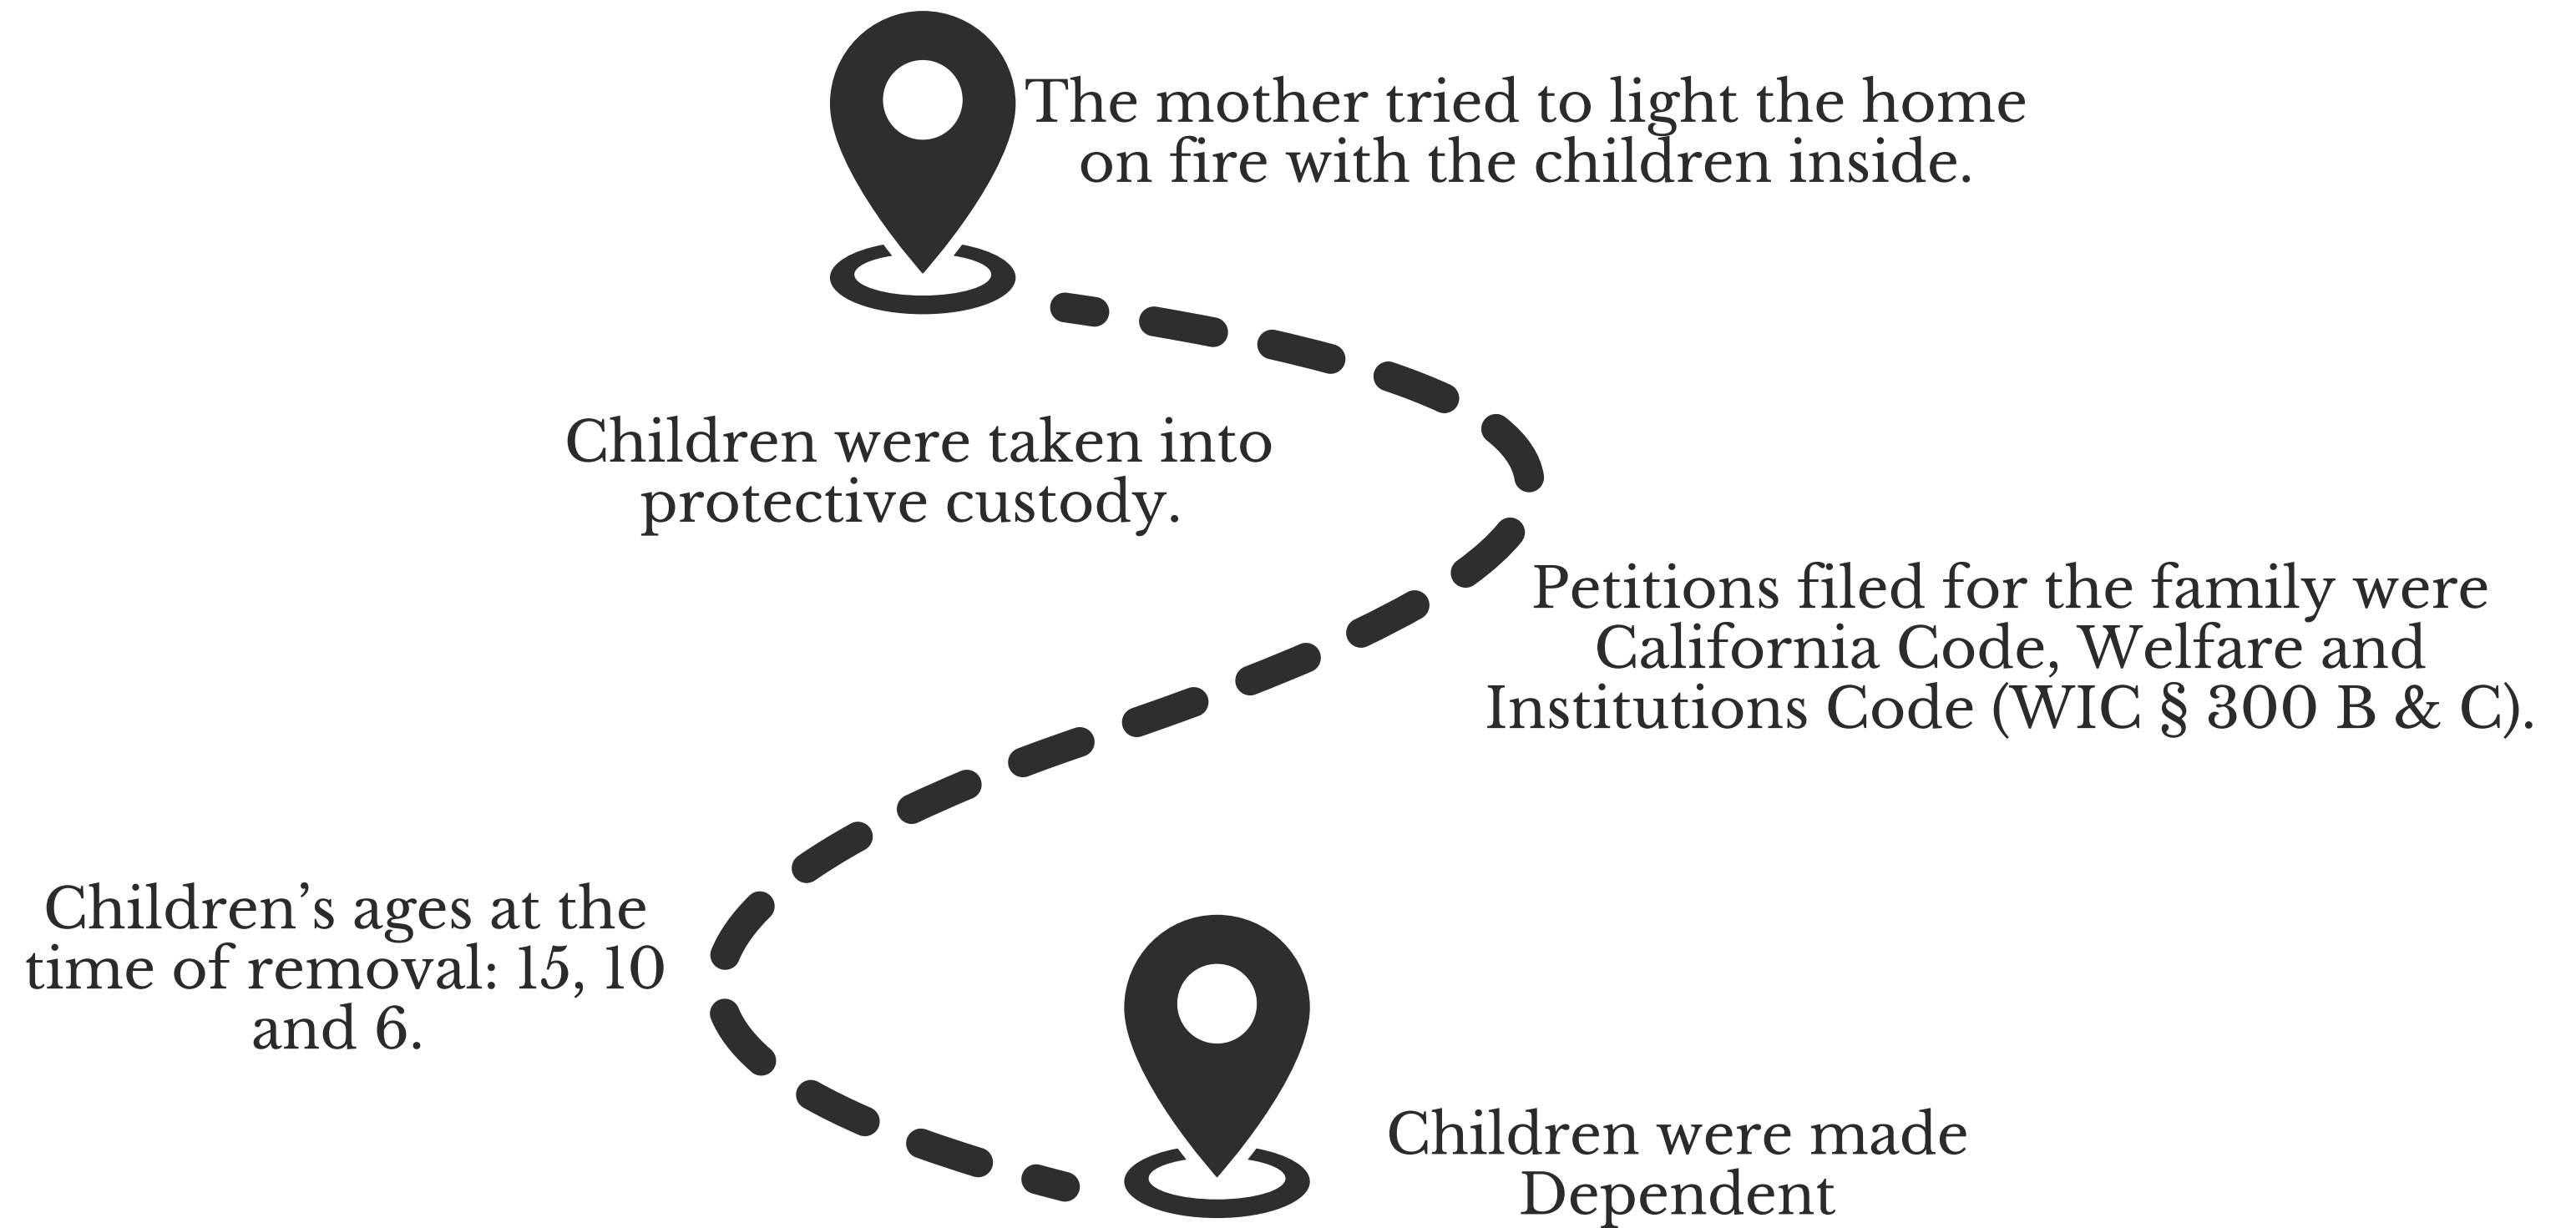 The mother tried to light the home
on fire with the children inside.
Children were taken into
protective custody.
Petitions filed for the family were
California Code, Welfare and
Institutions Code (WIC § 300 B & C).
Children’s ages at the
time of removal: 15, 10
and 6.
Children were made
Dependent